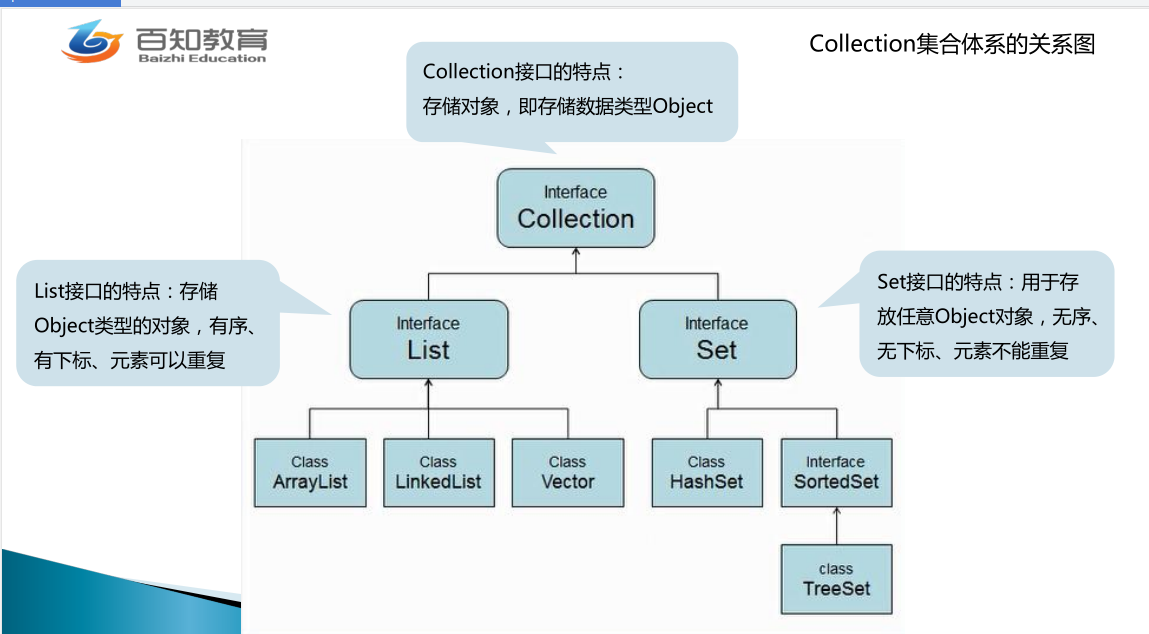 百知教育
Baizhi Education
Collection集合体系的关系图
Collection接口的特点：
存储对象，即存储数据类型Object
Interface
Collection
List接口的特点：存储
Object类型的对象，有序、
有下标、元素可以重复
Set接口的特点：用于存
放任意Object对象，无序、
无下标、元素不能重复
Interface
List
Interface
Set
Class
ArrayList
Class
LinkedList
Class
Vector
Class
HashSet
Interface
SortedSet
class
TreeSet